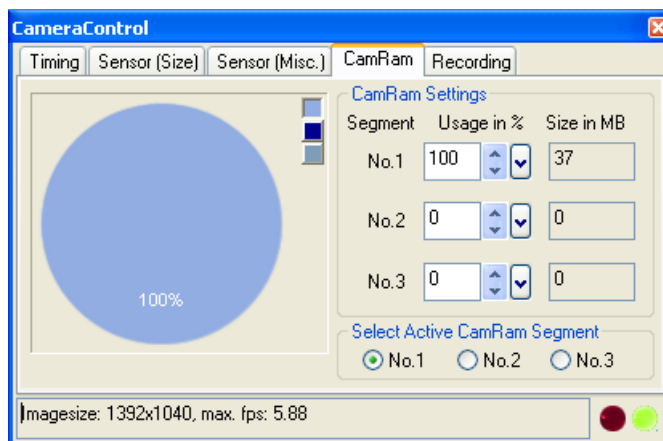 CameraControl
Timing Sensor (Size) Sensor (Misc.) CamRam Recording
100%
CamRam Settings
Segment Usage in % Size in MB
No.1 100 37
No.2 0 0
No.3 0 0
Select Active CamRam Segment
No.1 No.2 No.3
Imagesize: 1392x1040, max. fps: 5.88